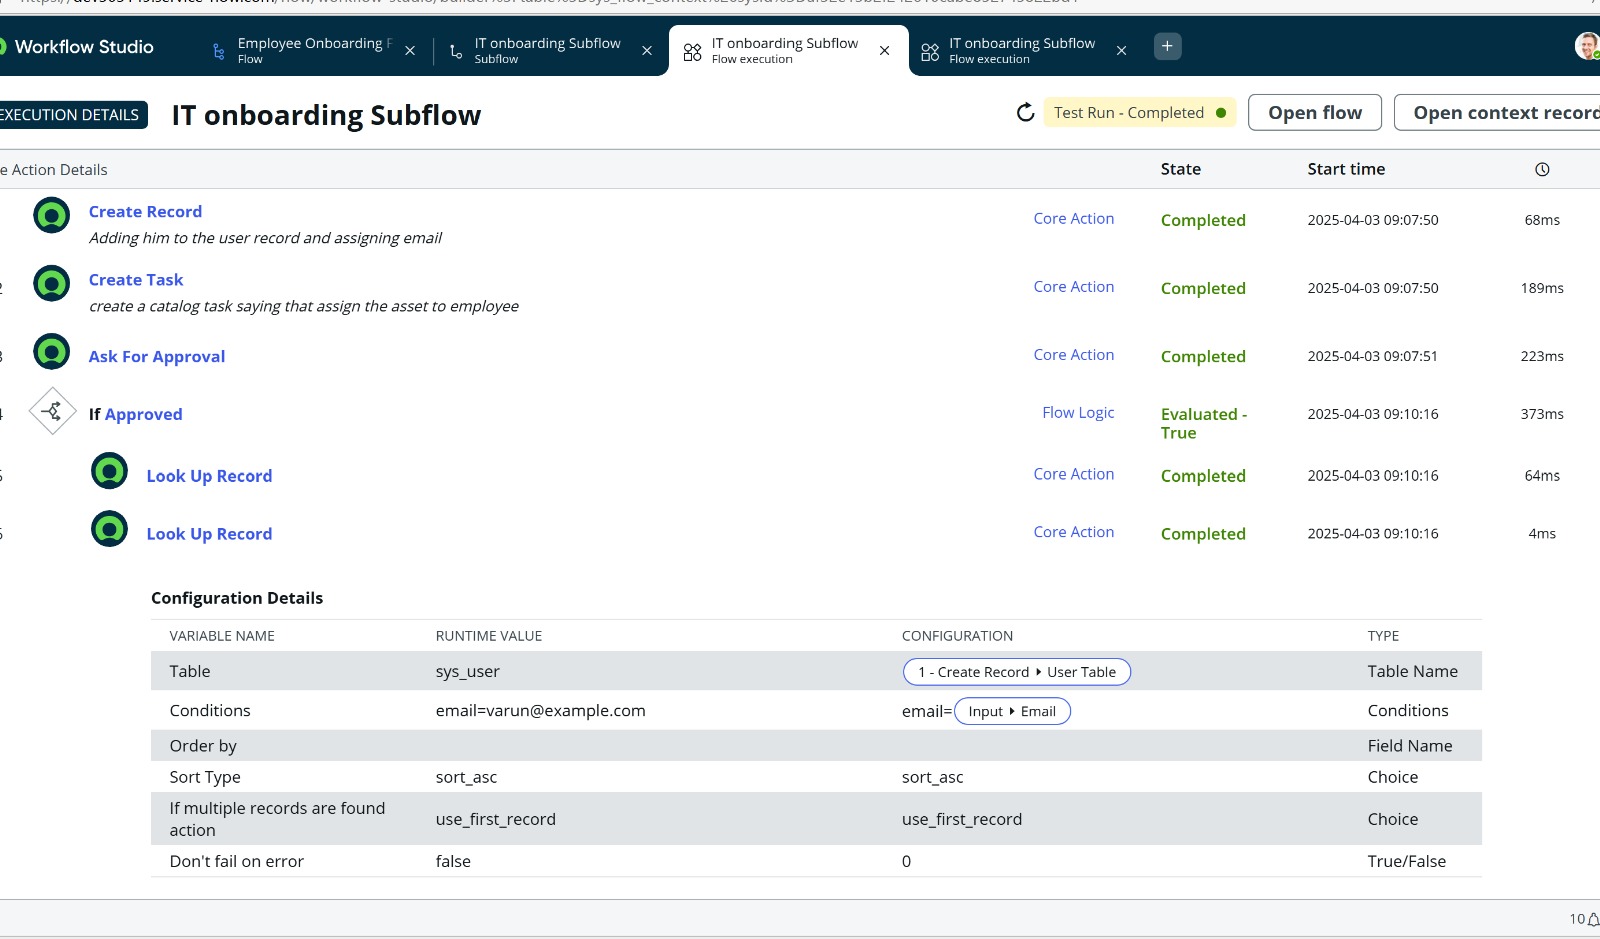 Workflow Studio
Employee Onboarding F
Flow
IT onboarding Subflow
Subflow
IT onboarding Subflow
Flow execution
IT onboarding Subflow
Flow execution
EXECUTION DETAILS
IT onboarding Subflow
Test Run - Completed
Open flow
Open context record
e Action Details
State
Start time
Create Record
Core Action
Completed
2025-04-03 09:07:50
68ms
Adding him to the user record and assigning email
2
Create Task
Core Action
Completed
2025-04-03 09:07:50
189ms
create a catalog task saying that assign the asset to employee
3
Ask For Approval
Core Action
Completed
2025-04-03 09:07:51
223ms
4
If Approved
Flow Logic
Evaluated -
True
2025-04-03 09:10:16
373ms
5
Look Up Record
Core Action
Completed
2025-04-03 09:10:16
64ms
6
Look Up Record
Core Action
Completed
2025-04-03 09:10:16
4ms
Configuration Details
VARIABLE NAME
RUNTIME VALUE
CONFIGURATION
TYPE
Table
sys_user
1 - Create Record ▸ User Table
Table Name
Conditions
email=varun@example.com
email= Input ▸ Email
Conditions
Order by
Field Name
Sort Type
sort_asc
sort_asc
Choice
If multiple records are found
action
use_first_record
use_first_record
Choice
Don't fail on error
false
0
True/False
10